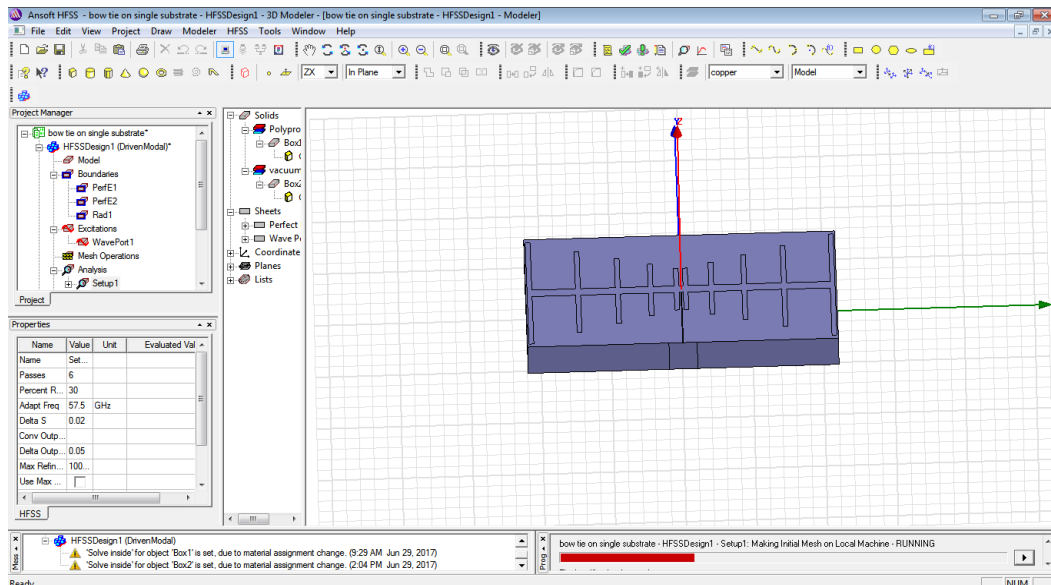 Ansoft HFSS - bow tie on single substrate - HFSSDesign1 - 3D Modeler - [bow tie on single substrate - HFSSDesign1 - Modeler]
File Edit View Project Draw Modeler HFSS Tools Window Help
ZX In Plane copper Model
Project Manager
bow tie on single substrate*
HFSSDesign1 (DrivenModal)*
Model
Boundaries
PerfE1
PerfE2
Rad1
Excitations
WavePort1
Mesh Operations
Analysis
Setup1
Project
Solids
Polypro
Box1
vacuum
Box2
Sheets
Perfect
Wave P
Coordinate
Planes
Lists
Y Z
Properties
Name Value Unit Evaluated Val
Name Set...
Passes 6
Percent R... 30
Adapt Freq 57.5 GHz
Delta S 0.02
Conv Outp...
Delta Outp... 0.05
Max Refin... 100...
Use Max ...
HFSS
Mess
HFSSDesign1 (DrivenModal)
'Solve inside' for object 'Box1' is set, due to material assignment change. (9:29 AM Jun 29, 2017)
'Solve inside' for object 'Box2' is set, due to material assignment change. (2:04 PM Jun 29, 2017)
Prog
bow tie on single substrate - HFSSDesign1 - Setup1: Making Initial Mesh on Local Machine - RUNNING
Ready
NUM